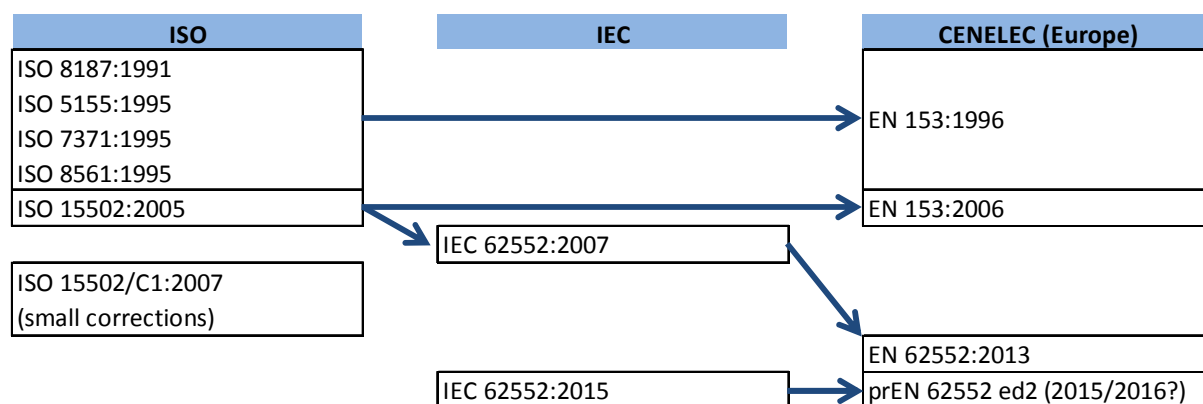 ISO
IEC
CENELEC (Europe)
ISO 8187:1991
ISO 5155:1995
ISO 7371:1995
ISO 8561:1995
EN 153:1996
ISO 15502:2005
EN 153:2006
IEC 62552:2007
ISO 15502/C1:2007
(small corrections)
EN 62552:2013
IEC 62552:2015
prEN 62552 ed2 (2015/2016?)